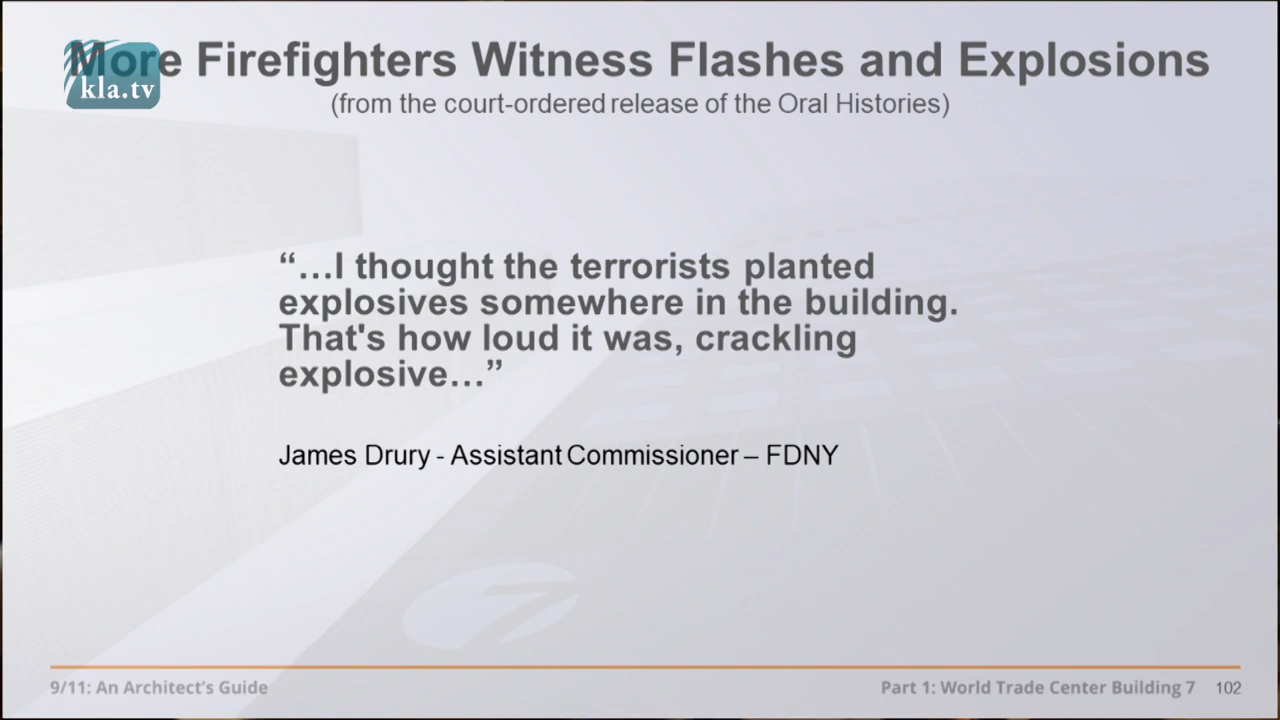 More Firefighters Witness Flashes and Explosions
kla.tv
(from the court-ordered release of the Oral Histories)
“…I thought the terrorists planted
explosives somewhere in the building.
That's how loud it was, crackling
explosive…”
James Drury - Assistant Commissioner – FDNY
7
9/11: An Architect’s Guide
Part 1: World Trade Center Building 7 102